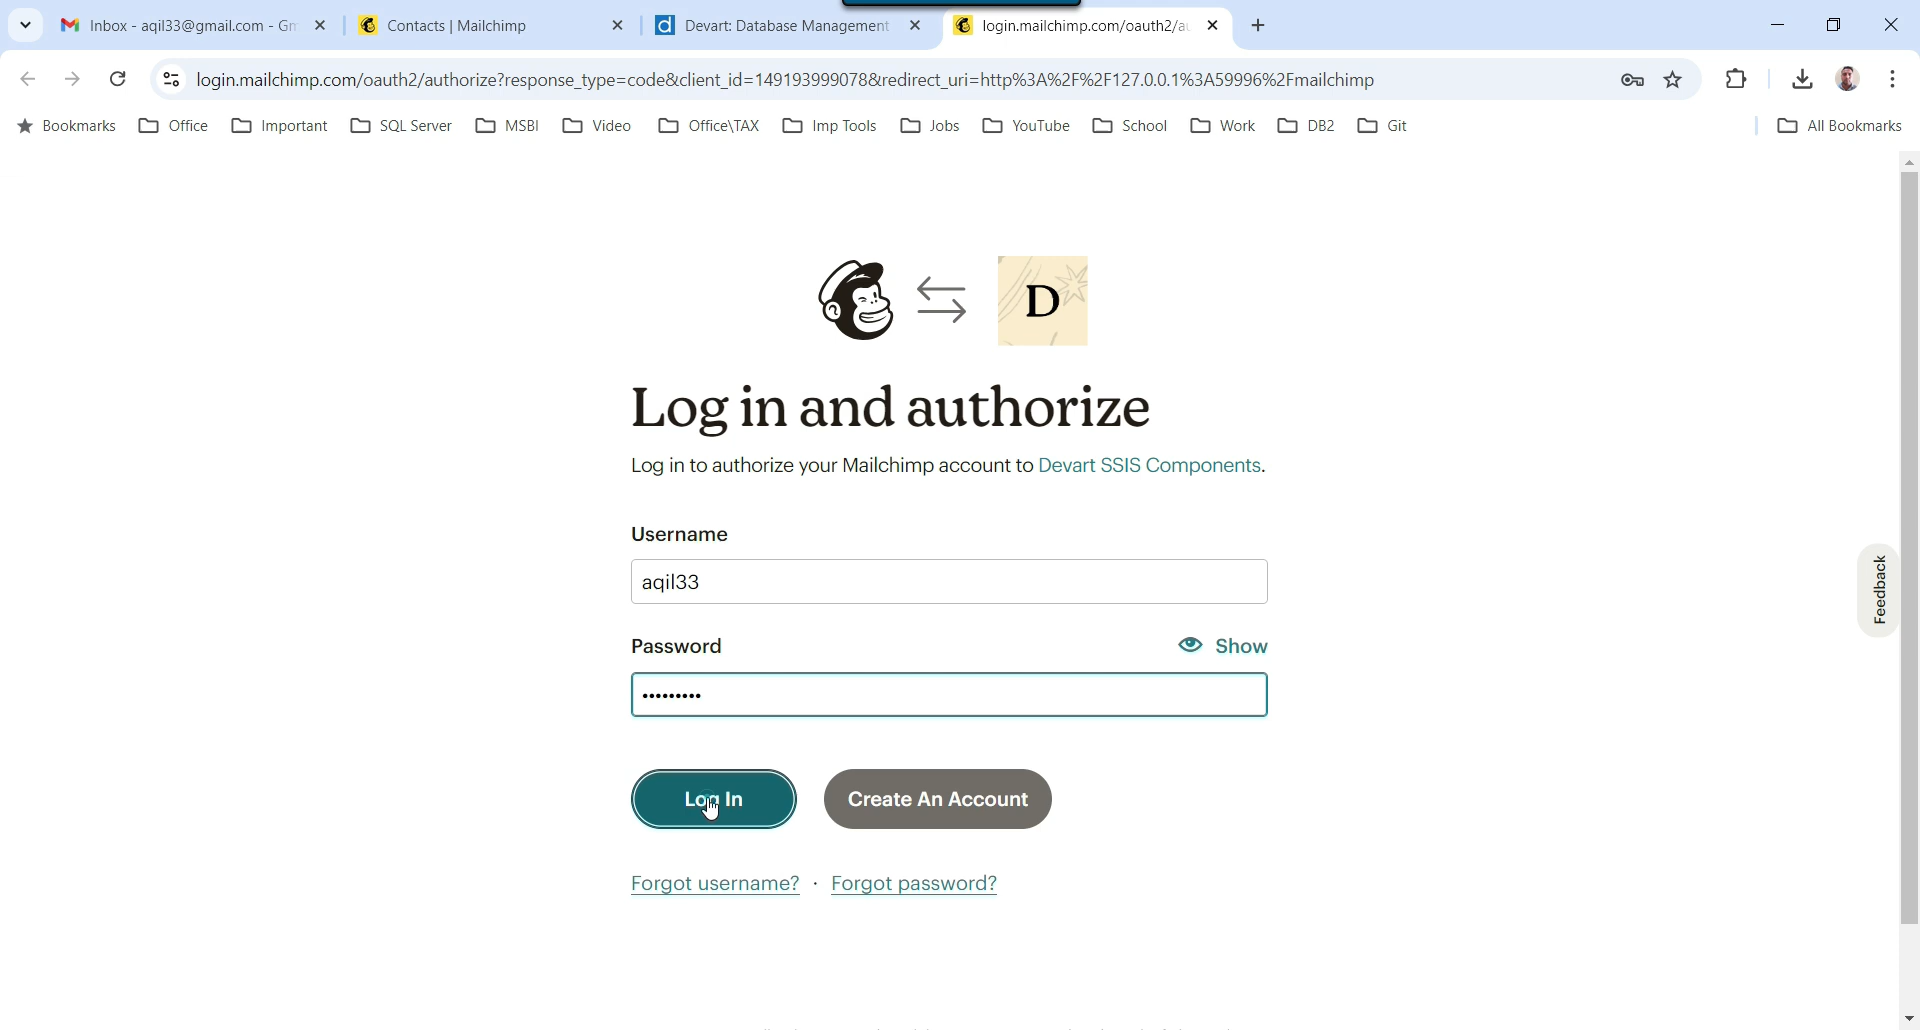 Inbox - aqil33@gmail.com - Gm
Contacts | Mailchimp
Devart: Database Management
login.mailchimp.com/oauth2/au
login.mailchimp.com/oauth2/authorize?response_type=code&client_id=149193999078&redirect_uri=http%3A%2F%2F127.0.0.1%3A59996%2Fmailchimp
Bookmarks
Office
Important
SQL Server
MSBI
Video
Office\TAX
Imp Tools
Jobs
YouTube
School
Work
DB2
Git
All Bookmarks
D
Log in and authorize
Log in to authorize your Mailchimp account to Devart SSIS Components.
Username
aqil33
Password
Show
•••••••••
Log In
Create An Account
Forgot username? · Forgot password?
Feedback